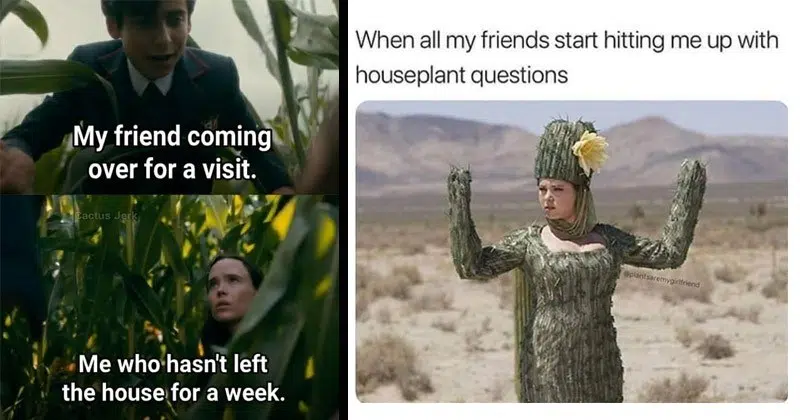 My friend coming
over for a visit.
Cactus Jerk
Me who hasn't left
the house for a week.
When all my friends start hitting me up with
houseplant questions
@plantsaremygirlfriend